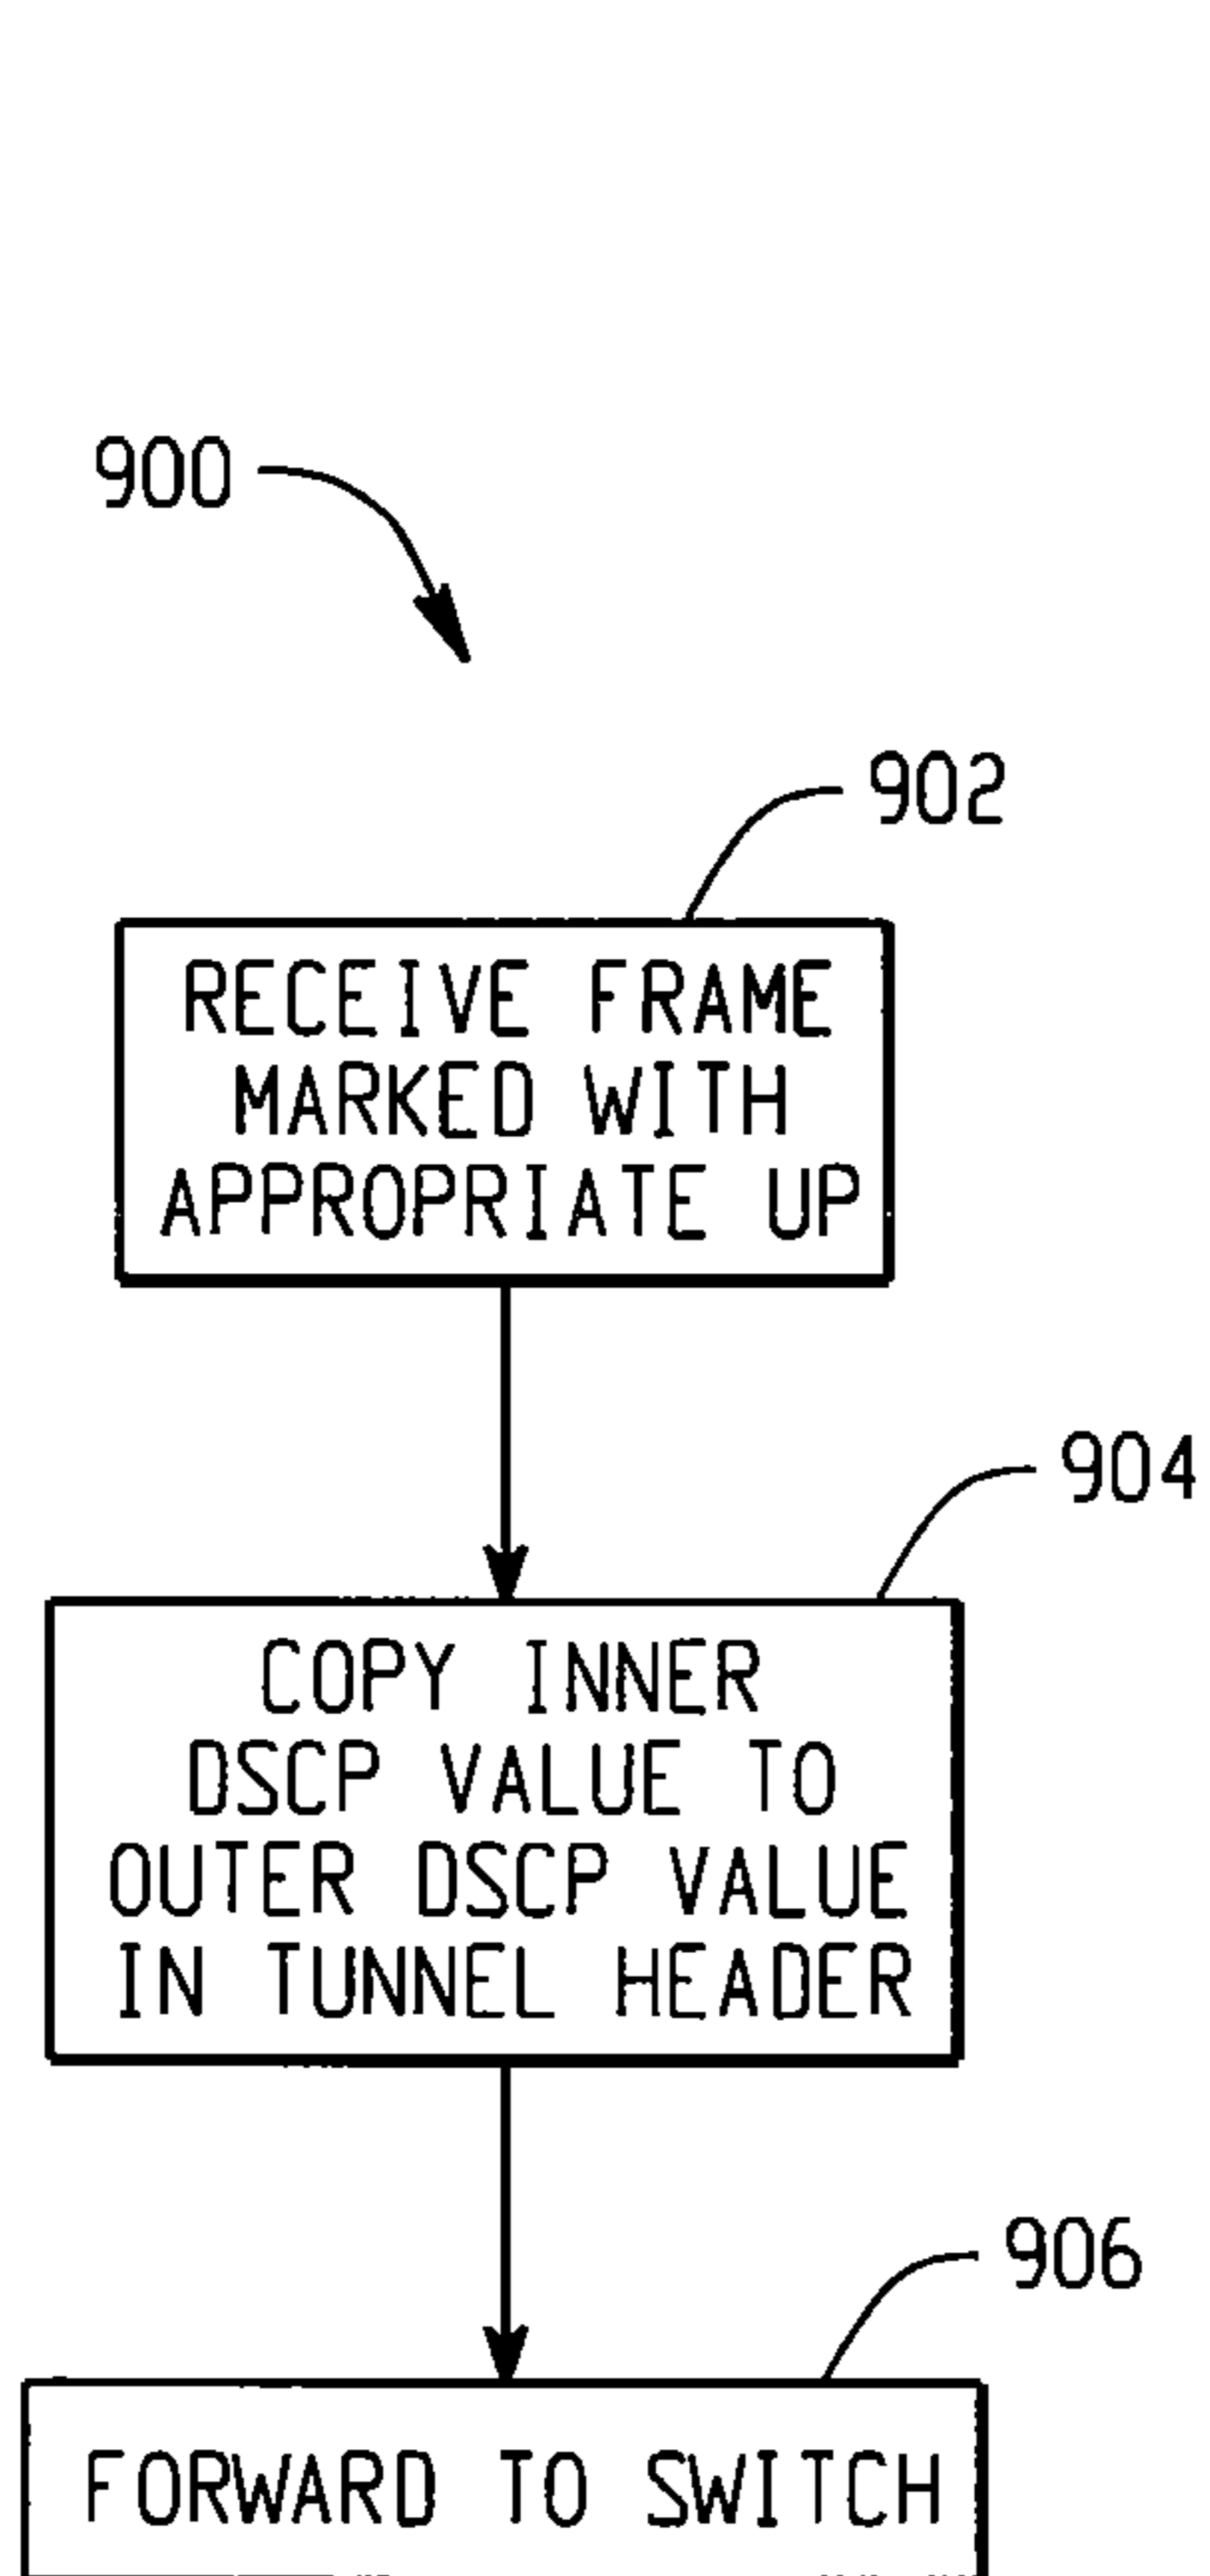 900
902
RECEIVE FRAME
MARKED WITH
APPROPRIATE UP
904
COPY INNER
DSCP VALUE TO
OUTER DSCP VALUE
IN TUNNEL HEADER
906
FORWARD TO SWITCH